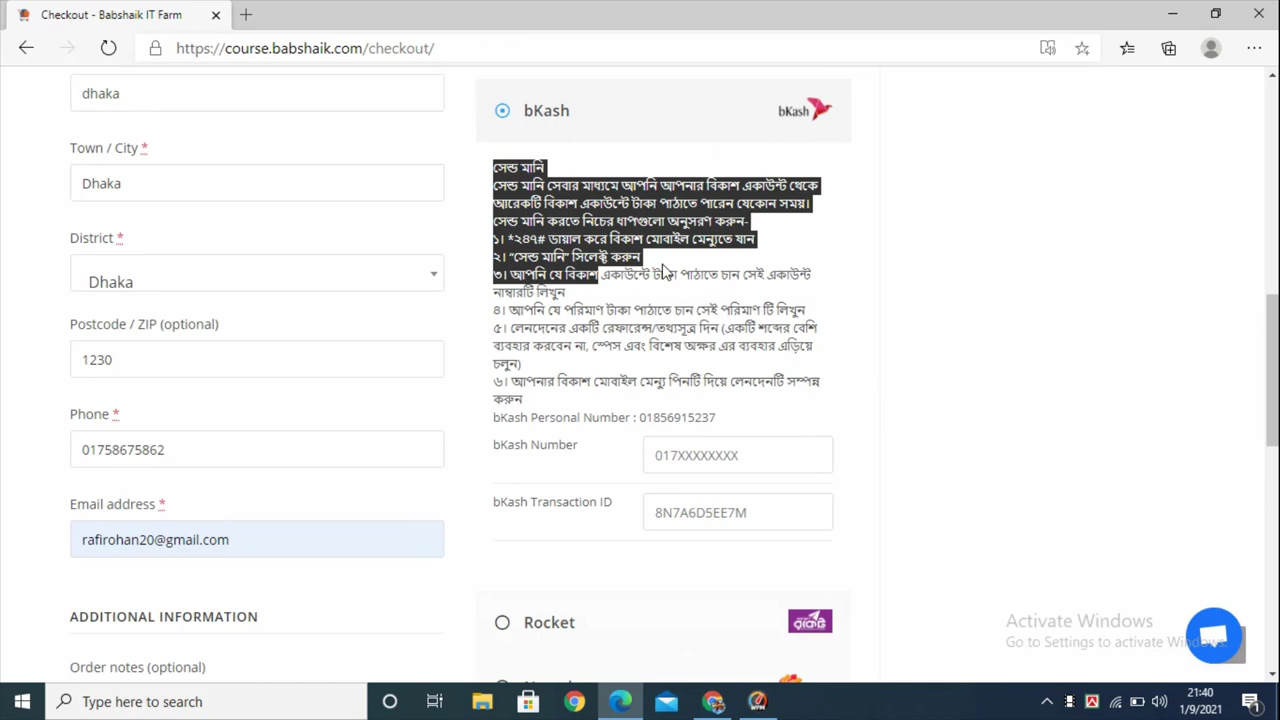 Checkout - Babshaik IT Farm
https://course.babshaik.com/checkout/
dhaka
Town / City *
Dhaka
District *
Dhaka
Postcode / ZIP (optional)
1230
Phone *
01758675862
Email address *
rafirohan20@gmail.com
ADDITIONAL INFORMATION
Order notes (optional)
bKash
bKash
সেন্ড মানি
সেন্ড মানি সেবার মাধ্যমে আপনি আপনার বিকাশ একাউন্ট থেকে
আরেকটি বিকাশ একাউন্টে টাকা পাঠাতে পারেন যেকোন সময়।
সেন্ড মানি করতে নিচের ধাপগুলো অনুসরণ করুন-
১। *২৪৭# ডায়াল করে বিকাশ মোবাইল মেন্যুতে যান
২। “সেন্ড মানি” সিলেক্ট করুন
৩। আপনি যে বিকাশ একাউন্টে টাকা পাঠাতে চান সেই একাউন্ট
নাম্বারটি লিখুন
৪। আপনি যে পরিমাণ টাকা পাঠাতে চান সেই পরিমাণ টি লিখুন
৫। লেনদেনের একটি রেফারেন্স/তথ্যসূত্র দিন (একটি শব্দের বেশি
ব্যবহার করবেন না, স্পেস এবং বিশেষ অক্ষর এর ব্যবহার এড়িয়ে
চলুন)
৬। আপনার বিকাশ মোবাইল মেন্যু পিনটি দিয়ে লেনদেনটি সম্পন্ন
করুন
bKash Personal Number : 01856915237
bKash Number
017XXXXXXXX
bKash Transaction ID
8N7A6D5EE7M
Rocket
রকেট
Activate Windows
Go to Settings to activate Windows.
Type here to search
21:40
1/9/2021